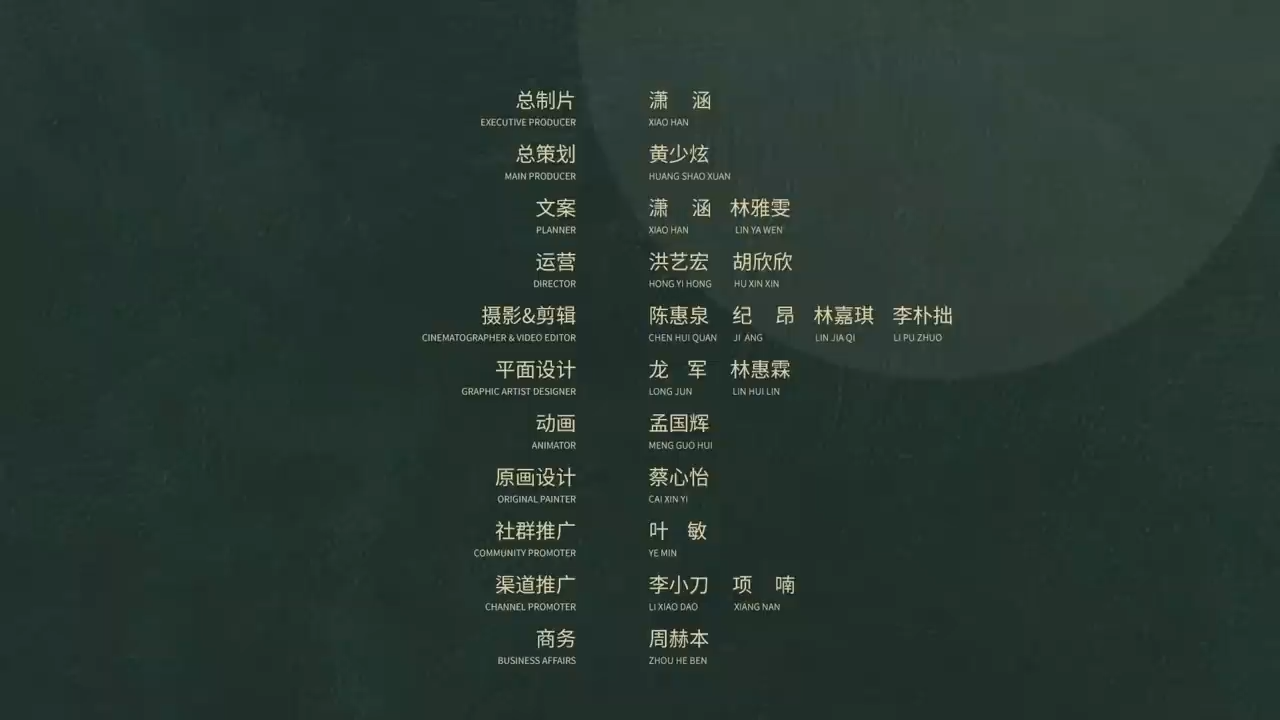 总制片 潇 涵
EXECUTIVE PRODUCER XIAO HAN
总策划 黄少炫
MAIN PRODUCER HUANG SHAO XUAN
文案 潇 涵 林雅雯
PLANNER XIAO HAN LIN YA WEN
运营 洪艺宏 胡欣欣
DIRECTOR HONG YI HONG HU XIN XIN
摄影&剪辑 陈惠泉 纪 昂 林嘉琪 李朴拙
CINEMATOGRAPHER & VIDEO EDITOR CHEN HUI QUAN JI ANG LIN JIA QI LI PU ZHUO
平面设计 龙 军 林惠霖
GRAPHIC ARTIST DESIGNER LONG JUN LIN HUI LIN
动画 孟国辉
ANIMATOR MENG GUO HUI
原画设计 蔡心怡
ORIGINAL PAINTER CAI XIN YI
社群推广 叶 敏
COMMUNITY PROMOTER YE MIN
渠道推广 李小刀 项 喃
CHANNEL PROMOTER LI XIAO DAO XIANG NAN
商务 周赫本
BUSINESS AFFAIRS ZHOU HE BEN